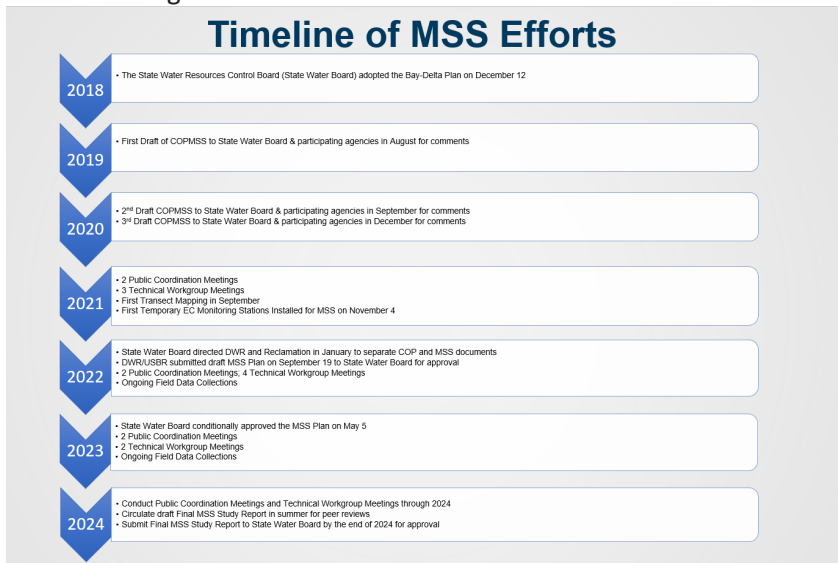 Timeline of MSS Efforts
2018
• The State Water Resources Control Board (State Water Board) adopted the Bay-Delta Plan on December 12
2019
• First Draft of COPMSS to State Water Board & participating agencies in August for comments
2020
• 2nd Draft COPMSS to State Water Board & participating agencies in September for comments
• 3rd Draft COPMSS to State Water Board & participating agencies in December for comments
2021
• 2 Public Coordination Meetings
• 3 Technical Workgroup Meetings
• First Transect Mapping in September
• First Temporary EC Monitoring Stations Installed for MSS on November 4
2022
• State Water Board directed DWR and Reclamation in January to separate COP and MSS documents
• DWR/USBR submitted draft MSS Plan on September 19 to State Water Board for approval
• 2 Public Coordination Meetings; 4 Technical Workgroup Meetings
• Ongoing Field Data Collections
2023
• State Water Board conditionally approved the MSS Plan on May 5
• 2 Public Coordination Meetings
• 2 Technical Workgroup Meetings
• Ongoing Field Data Collections
2024
• Conduct Public Coordination Meetings and Technical Workgroup Meetings through 2024
• Circulate draft Final MSS Study Report in summer for peer reviews
• Submit Final MSS Study Report to State Water Board by the end of 2024 for approval